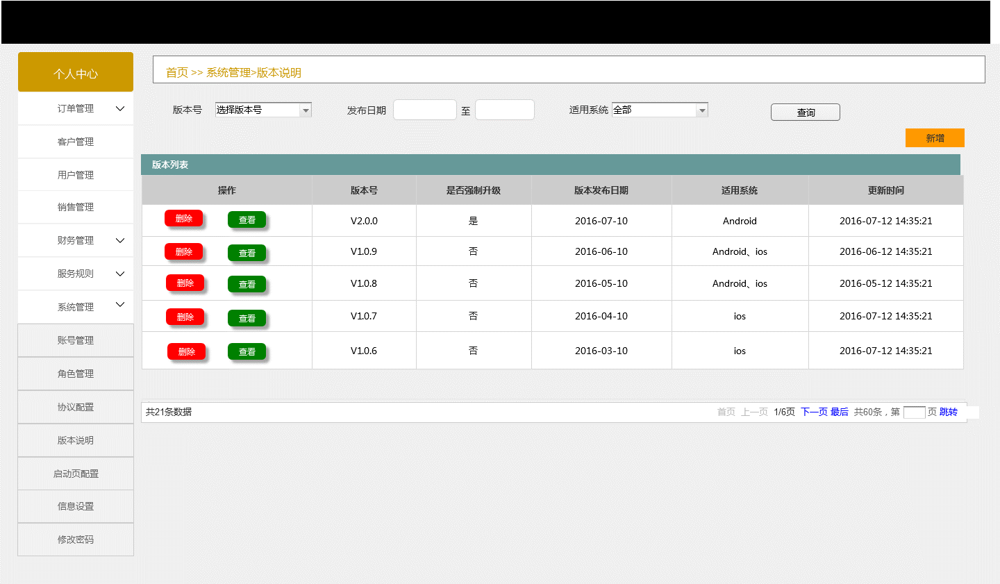 个人中心
首页 >> 系统管理>版本说明
订单管理
客户管理
用户管理
销售管理
财务管理
服务规则
系统管理
账号管理
角色管理
协议配置
版本说明
启动页配置
信息设置
修改密码
版本号 选择版本号 发布日期 至 适用系统 全部 查询
新增
版本列表
操作 版本号 是否强制升级 版本发布日期 适用系统 更新时间
删除 查看 V2.0.0 是 2016-07-10 Android 2016-07-12 14:35:21
删除 查看 V1.0.9 否 2016-06-10 Android、ios 2016-06-12 14:35:21
删除 查看 V1.0.8 否 2016-05-10 Android、ios 2016-05-12 14:35:21
删除 查看 V1.0.7 否 2016-04-10 ios 2016-07-12 14:35:21
删除 查看 V1.0.6 否 2016-03-10 ios 2016-07-12 14:35:21
共21条数据 首页 上一页 1/6页 下一页 最后 共60条，第 页 跳转